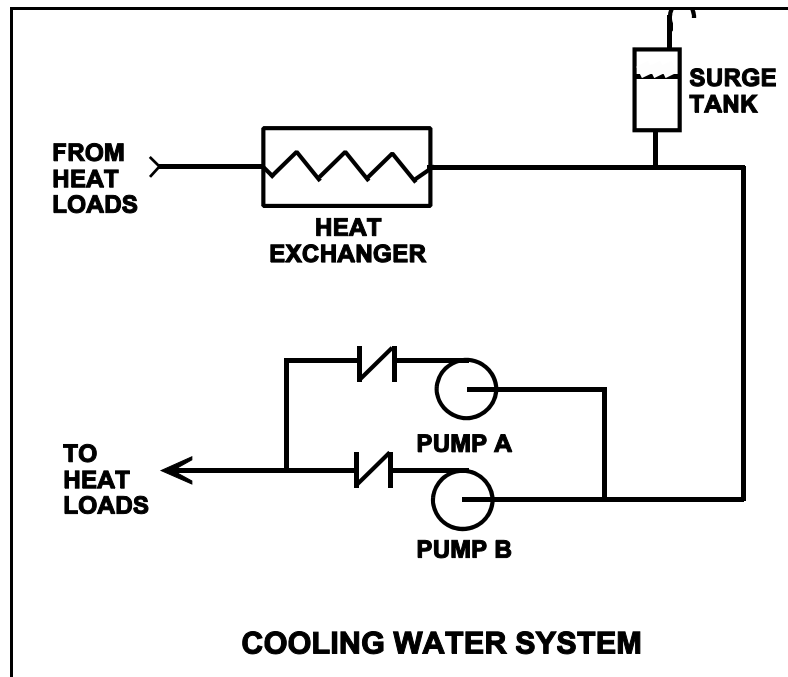 SURGE
TANK
FROM
HEAT
LOADS
HEAT
EXCHANGER
PUMP A
TO
HEAT
LOADS
PUMP B
COOLING WATER SYSTEM